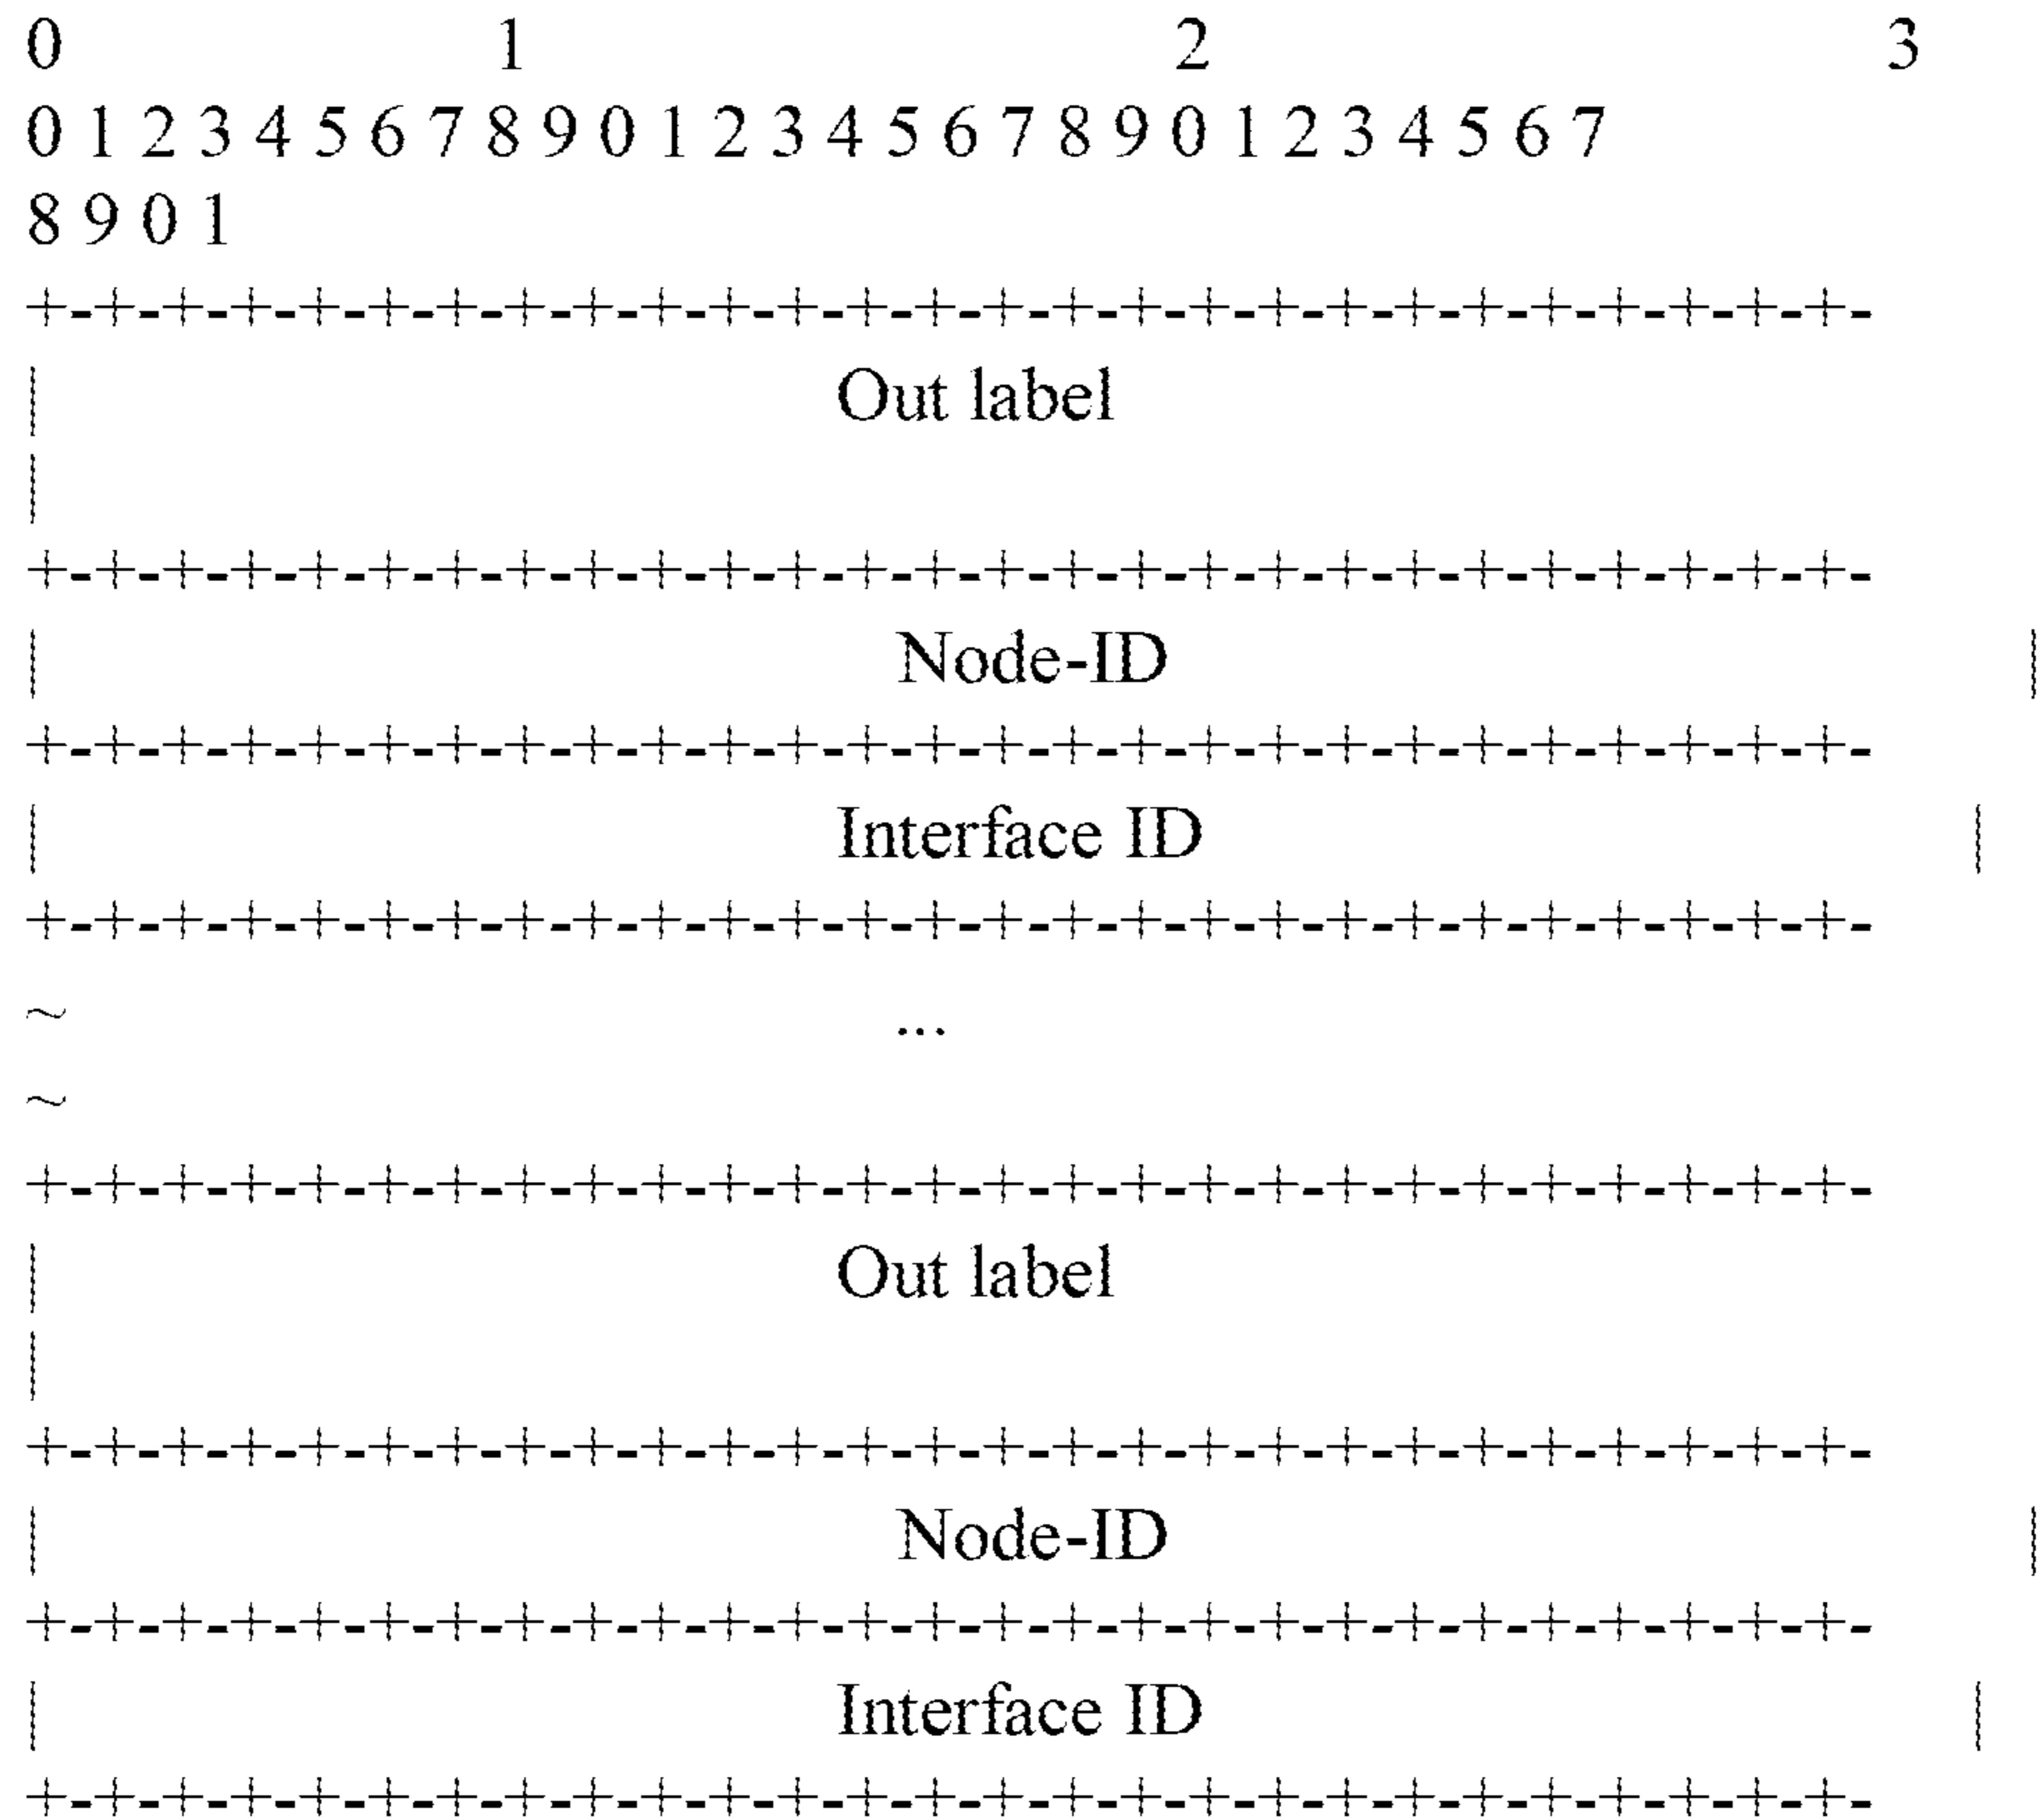 0 1 2 3
0 1 2 3 4 5 6 7 8 9 0 1 2 3 4 5 6 7 8 9 0 1 2 3 4 5 6 7
8 9 0 1
+-+-+-+-+-+-+-+-+-+-+-+-+-+-+-+-+-+-+-+-+-+-+-+-+-+-+-
| Out label
|
+-+-+-+-+-+-+-+-+-+-+-+-+-+-+-+-+-+-+-+-+-+-+-+-+-+-+-
| Node-ID |
+-+-+-+-+-+-+-+-+-+-+-+-+-+-+-+-+-+-+-+-+-+-+-+-+-+-+-
| Interface ID |
+-+-+-+-+-+-+-+-+-+-+-+-+-+-+-+-+-+-+-+-+-+-+-+-+-+-+-
~ ...
~
+-+-+-+-+-+-+-+-+-+-+-+-+-+-+-+-+-+-+-+-+-+-+-+-+-+-+-
| Out label
|
+-+-+-+-+-+-+-+-+-+-+-+-+-+-+-+-+-+-+-+-+-+-+-+-+-+-+-
| Node-ID |
+-+-+-+-+-+-+-+-+-+-+-+-+-+-+-+-+-+-+-+-+-+-+-+-+-+-+-
| Interface ID |
+-+-+-+-+-+-+-+-+-+-+-+-+-+-+-+-+-+-+-+-+-+-+-+-+-+-+-